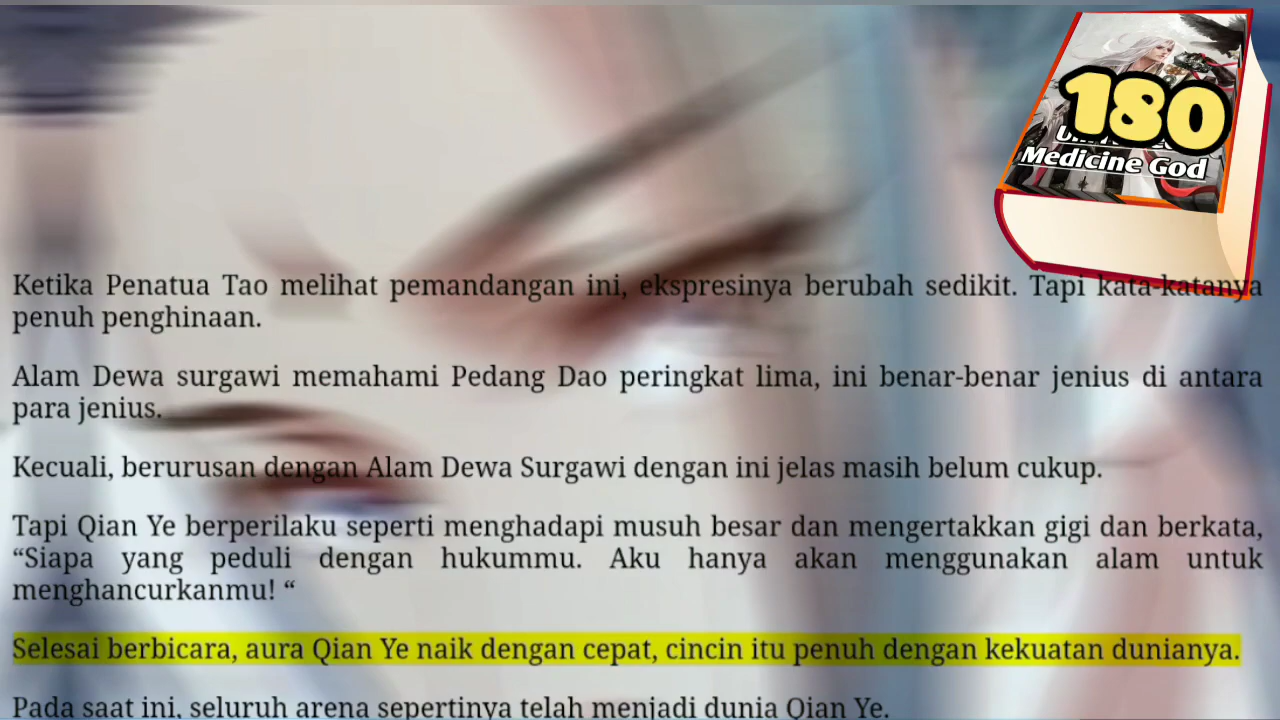 180
Medicine God
Ketika Penatua Tao melihat pemandangan ini, ekspresinya berubah sedikit. Tapi kata-katanya
penuh penghinaan.
Alam Dewa surgawi memahami Pedang Dao peringkat lima, ini benar-benar jenius di antara
para jenius.
Kecuali, berurusan dengan Alam Dewa Surgawi dengan ini jelas masih belum cukup.
Tapi Qian Ye berperilaku seperti menghadapi musuh besar dan mengertakkan gigi dan berkata,
“Siapa yang peduli dengan hukummu. Aku hanya akan menggunakan alam untuk
menghancurkanmu! “
Selesai berbicara, aura Qian Ye naik dengan cepat, cincin itu penuh dengan kekuatan dunianya.
Pada saat ini, seluruh arena sepertinya telah menjadi dunia Qian Ye.